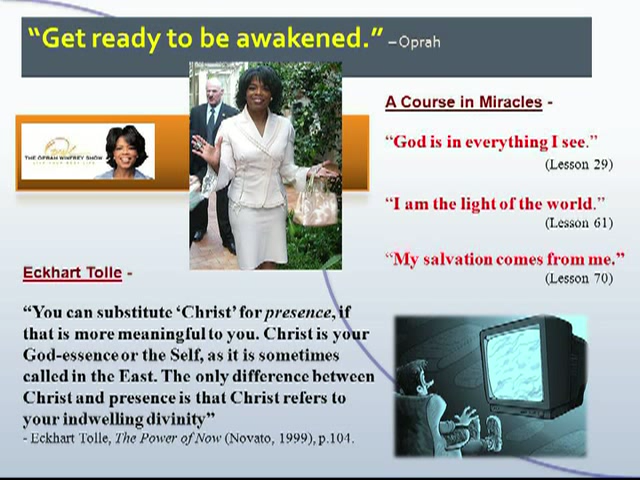 “Get ready to be awakened.” – Oprah
A Course in Miracles -
“God is in everything I see.”
(Lesson 29)
THE OPRAH WINFREY SHOW
“I am the light of the world.”
(Lesson 61)
“My salvation comes from me.”
(Lesson 70)
Eckhart Tolle -
“You can substitute ‘Christ’ for presence, if
that is more meaningful to you. Christ is your
God-essence or the Self, as it is sometimes
called in the East. The only difference between
Christ and presence is that Christ refers to
your indwelling divinity”
- Eckhart Tolle, The Power of Now (Novato, 1999), p.104.